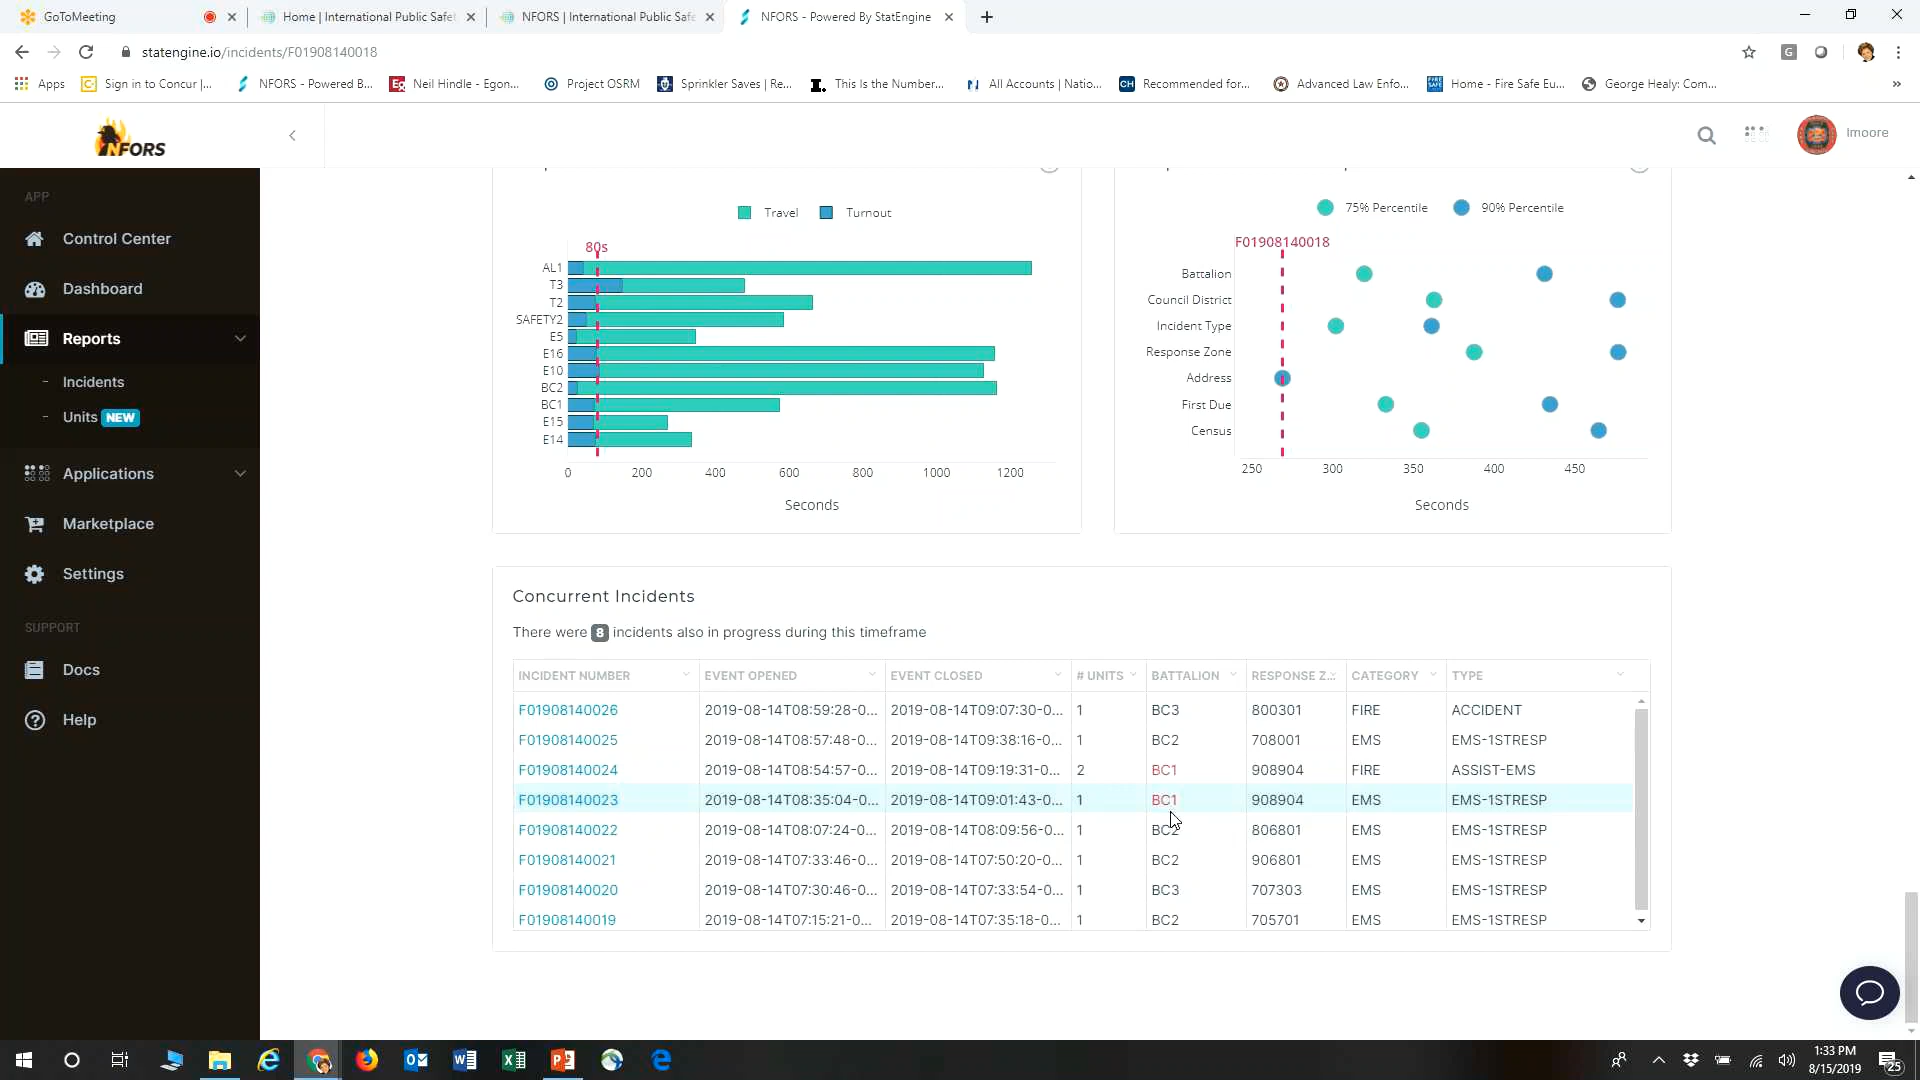 GoToMeeting
Home | International Public Safet
NFORS | International Public Safe
NFORS - Powered By StatEngine
statengine.io/incidents/F01908140018
Apps
Sign in to Concur |...
NFORS - Powered B...
Neil Hindle - Egon...
Project OSRM
Sprinkler Saves | Re...
This Is the Number...
All Accounts | Natio...
Recommended for...
Advanced Law Enfo...
Home - Fire Safe Eu...
George Healy: Com...
NFORS
lmoore
APP
Control Center
Dashboard
Reports
- Incidents
- Units NEW
Applications
Marketplace
Settings
SUPPORT
Docs
Help
Travel Turnout
80s
AL1
T3
T2
SAFETY2
E5
E16
E10
BC2
BC1
E15
E14
0 200 400 600 800 1000 1200
Seconds
75% Percentile 90% Percentile
F01908140018
Battalion
Council District
Incident Type
Response Zone
Address
First Due
Census
250 300 350 400 450
Seconds
Concurrent Incidents
There were 8 incidents also in progress during this timeframe
INCIDENT NUMBER EVENT OPENED EVENT CLOSED # UNITS BATTALION RESPONSE Z... CATEGORY TYPE
F01908140026 2019-08-14T08:59:28-0... 2019-08-14T09:07:30-0... 1 BC3 800301 FIRE ACCIDENT
F01908140025 2019-08-14T08:57:48-0... 2019-08-14T09:38:16-0... 1 BC2 708001 EMS EMS-1STRESP
F01908140024 2019-08-14T08:54:57-0... 2019-08-14T09:19:31-0... 2 BC1 908904 FIRE ASSIST-EMS
F01908140023 2019-08-14T08:35:04-0... 2019-08-14T09:01:43-0... 1 BC1 908904 EMS EMS-1STRESP
F01908140022 2019-08-14T08:07:24-0... 2019-08-14T08:09:56-0... 1 BC2 806801 EMS EMS-1STRESP
F01908140021 2019-08-14T07:33:46-0... 2019-08-14T07:50:20-0... 1 BC2 906801 EMS EMS-1STRESP
F01908140020 2019-08-14T07:30:46-0... 2019-08-14T07:33:54-0... 1 BC3 707303 EMS EMS-1STRESP
F01908140019 2019-08-14T07:15:21-0... 2019-08-14T07:35:18-0... 1 BC2 705701 EMS EMS-1STRESP
1:33 PM
8/15/2019
25